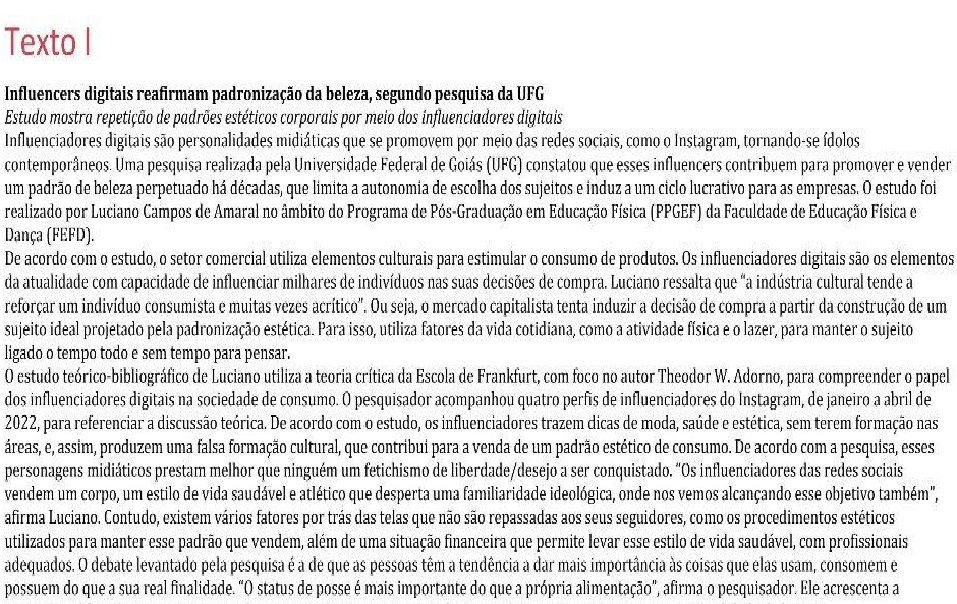 Texto I
Influencers digitais reafirmam padronização da beleza, segundo pesquisa da UFG
Estudo mostra repetição de padrões estéticos corporais por meio dos influenciadores digitais
Influenciadores digitais são personalidades midiáticas que se promovem por meio das redes sociais, como o Instagram, tornando-se ídolos
contemporâneos. Uma pesquisa realizada pela Universidade Federal de Goiás (UFG) constatou que esses influencers contribuem para promover e vender
um padrão de beleza perpetuado há décadas, que limita a autonomia de escolha dos sujeitos e induz a um ciclo lucrativo para as empresas. O estudo foi
realizado por Luciano Campos de Amaral no âmbito do Programa de Pós-Graduação em Educação Física (PPGEF) da Faculdade de Educação Física e
Dança (FEFD).
De acordo com o estudo, o setor comercial utiliza elementos culturais para estimular o consumo de produtos. Os influenciadores digitais são os elementos
da atualidade com capacidade de influenciar milhares de indivíduos nas suas decisões de compra. Luciano ressalta que “a indústria cultural tende a
reforçar um indivíduo consumista e muitas vezes acrítico”. Ou seja, o mercado capitalista tenta induzir a decisão de compra a partir da construção de um
sujeito ideal projetado pela padronização estética. Para isso, utiliza fatores da vida cotidiana, como a atividade física e o lazer, para manter o sujeito
ligado o tempo todo e sem tempo para pensar.
O estudo teórico-bibliográfico de Luciano utiliza a teoria crítica da Escola de Frankfurt, com foco no autor Theodor W. Adorno, para compreender o papel
dos influenciadores digitais na sociedade de consumo. O pesquisador acompanhou quatro perfis de influenciadores do Instagram, de janeiro a abril de
2022, para referenciar a discussão teórica. De acordo com o estudo, os influenciadores trazem dicas de moda, saúde e estética, sem terem formação nas
áreas, e, assim, produzem uma falsa formação cultural, que contribui para a venda de um padrão estético de consumo. De acordo com a pesquisa, esses
personagens midiáticos prestam melhor que ninguém um fetichismo de liberdade/desejo a ser conquistado. “Os influenciadores das redes sociais
vendem um corpo, um estilo de vida saudável e atlético que desperta uma familiaridade ideológica, onde nos vemos alcançando esse objetivo também”,
afirma Luciano. Contudo, existem vários fatores por trás das telas que não são repassadas aos seus seguidores, como os procedimentos estéticos
utilizados para manter esse padrão que vendem, além de uma situação financeira que permite levar esse estilo de vida saudável, com profissionais
adequados. O debate levantado pela pesquisa é a de que as pessoas têm a tendência a dar mais importância às coisas que elas usam, consomem e
possuem do que a sua real finalidade. “O status de posse é mais importante do que a própria alimentação”, afirma o pesquisador. Ele acrescenta a